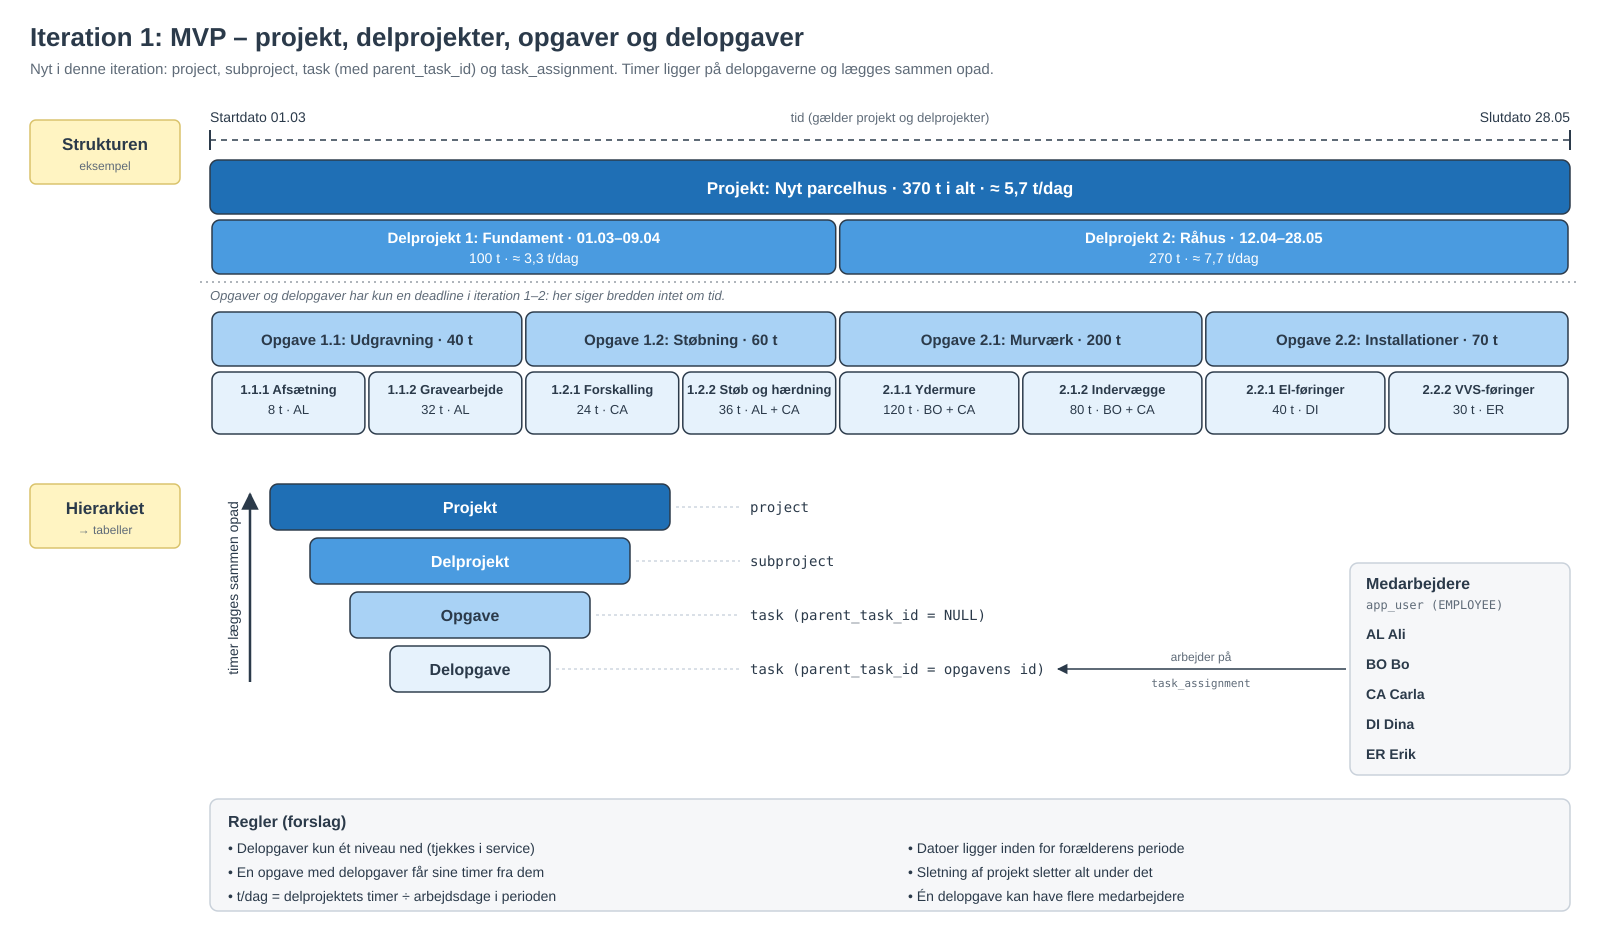 Iteration 1: MVP – projekt, delprojekter, opgaver og delopgaver
Nyt i denne iteration: project, subproject, task (med parent_task_id) og task_assignment. Timer ligger på delopgaverne og lægges sammen opad.
Strukturen
eksempel
Startdato 01.03
tid (gælder projekt og delprojekter)
Slutdato 28.05
Projekt: Nyt parcelhus · 370 t i alt · ≈ 5,7 t/dag
Delprojekt 1: Fundament · 01.03–09.04
100 t · ≈ 3,3 t/dag
Delprojekt 2: Råhus · 12.04–28.05
270 t · ≈ 7,7 t/dag
Opgaver og delopgaver har kun en deadline i iteration 1–2: her siger bredden intet om tid.
Opgave 1.1: Udgravning · 40 t
Opgave 1.2: Støbning · 60 t
Opgave 2.1: Murværk · 200 t
Opgave 2.2: Installationer · 70 t
1.1.1 Afsætning
8 t · AL
1.1.2 Gravearbejde
32 t · AL
1.2.1 Forskalling
24 t · CA
1.2.2 Støb og hærdning
36 t · AL + CA
2.1.1 Ydermure
120 t · BO + CA
2.1.2 Indervægge
80 t · BO + CA
2.2.1 El-føringer
40 t · DI
2.2.2 VVS-føringer
30 t · ER
Hierarkiet
→ tabeller
timer lægges sammen opad
Projekt
project
Delprojekt
subproject
Opgave
task (parent_task_id = NULL)
Delopgave
task (parent_task_id = opgavens id)
arbejder på
task_assignment
Medarbejdere
app_user (EMPLOYEE)
AL Ali
BO Bo
CA Carla
DI Dina
ER Erik
Regler (forslag)
• Delopgaver kun ét niveau ned (tjekkes i service)
• En opgave med delopgaver får sine timer fra dem
• t/dag = delprojektets timer ÷ arbejdsdage i perioden
• Datoer ligger inden for forælderens periode
• Sletning af projekt sletter alt under det
• Én delopgave kan have flere medarbejdere